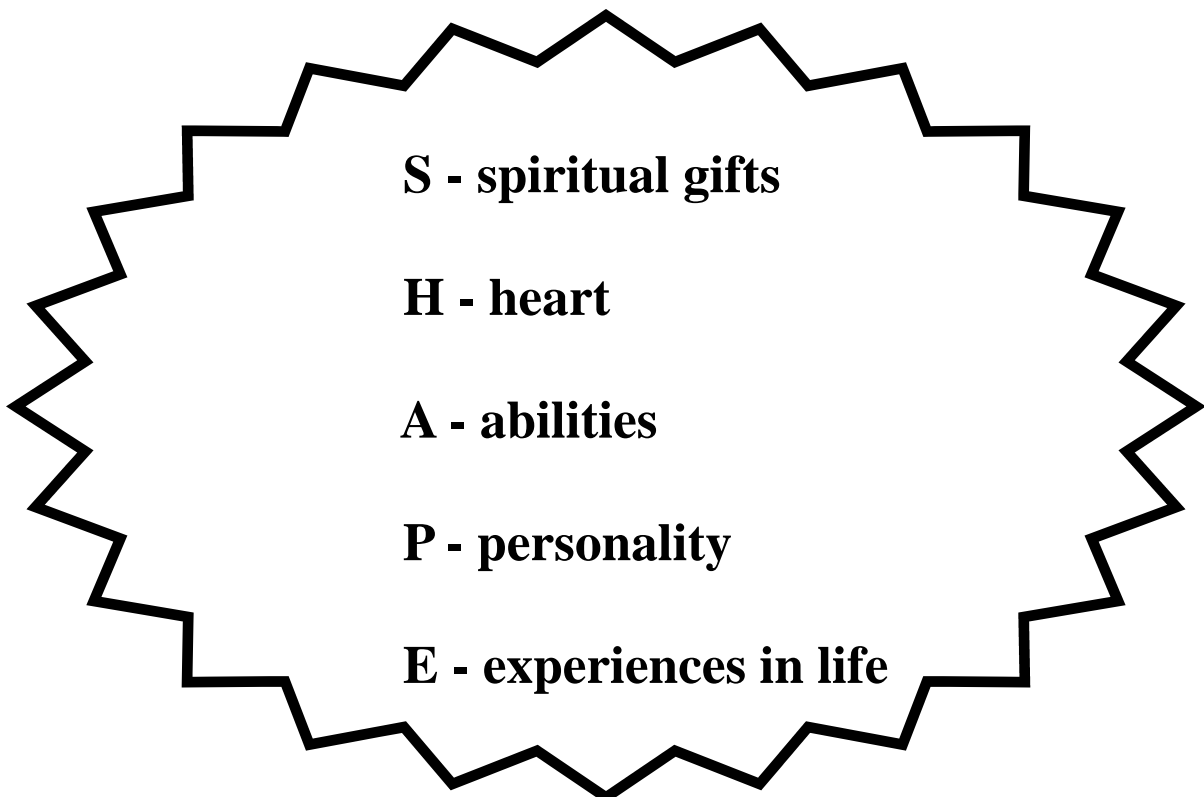 S - spiritual gifts
H - heart
A - abilities
P - personality
E - experiences in life